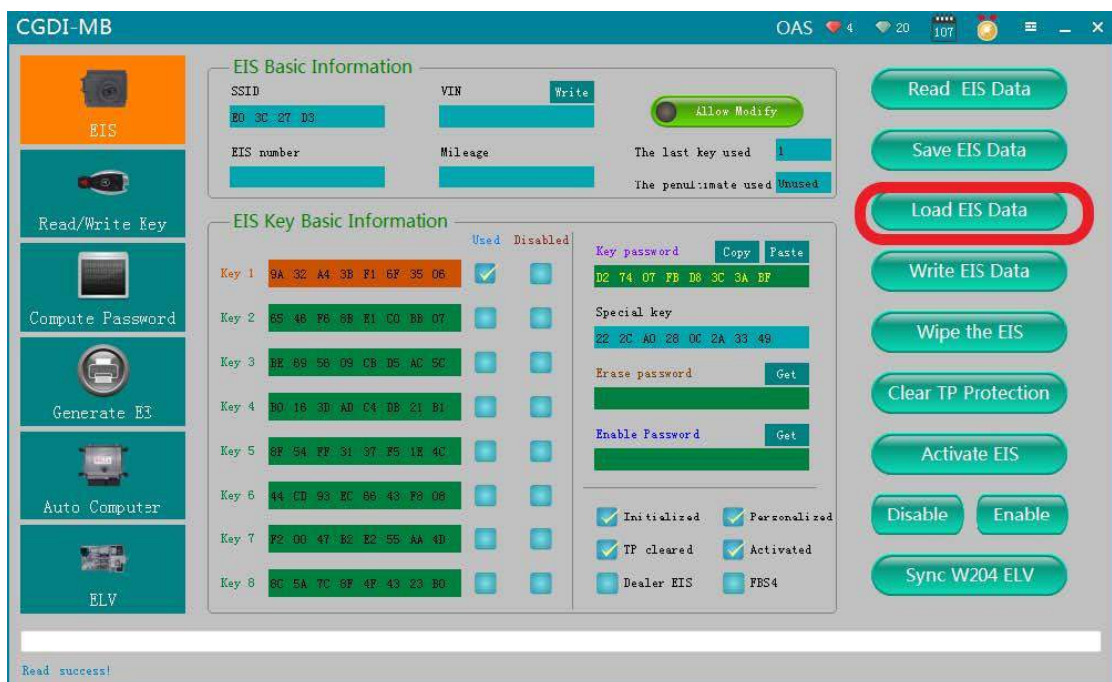 CGDI-MB
OAS 4 20 107
EIS
Read/Write Key
Compute Password
Generate EE
Auto Computer
ELV
EIS Basic Information
SSID
E0 3C 27 D3
VIN
Write
Allow Modify
EIS number
Mileage
The last key used 1
The penultimate used Unused
EIS Key Basic Information
Used Disabled
Key 1 9A 32 A4 3B F1 6F 35 06
Key 2 65 46 F6 6B E1 C0 BB 07
Key 3 BE 69 56 09 CB D5 AC 5C
Key 4 B0 16 3D AD C4 DB 21 B1
Key 5 8F 54 FF 31 37 F5 1E 4C
Key 6 44 CD 93 EC 66 43 F8 08
Key 7 F2 00 47 B2 E2 55 AA 4D
Key 8 8C 5A 7C 8F 4F 43 23 B0
Key password
Copy
Paste
D2 74 07 FB D8 3C 3A BF
Special key
22 2C A0 28 0C 2A 33 49
Erase password
Get
Enable Password
Get
Initialized
Personalized
TP cleared
Activated
Dealer EIS
FBS4
Read EIS Data
Save EIS Data
Load EIS Data
Write EIS Data
Wipe the EIS
Clear TP Protection
Activate EIS
Disable
Enable
Sync W204 ELV
Read success!